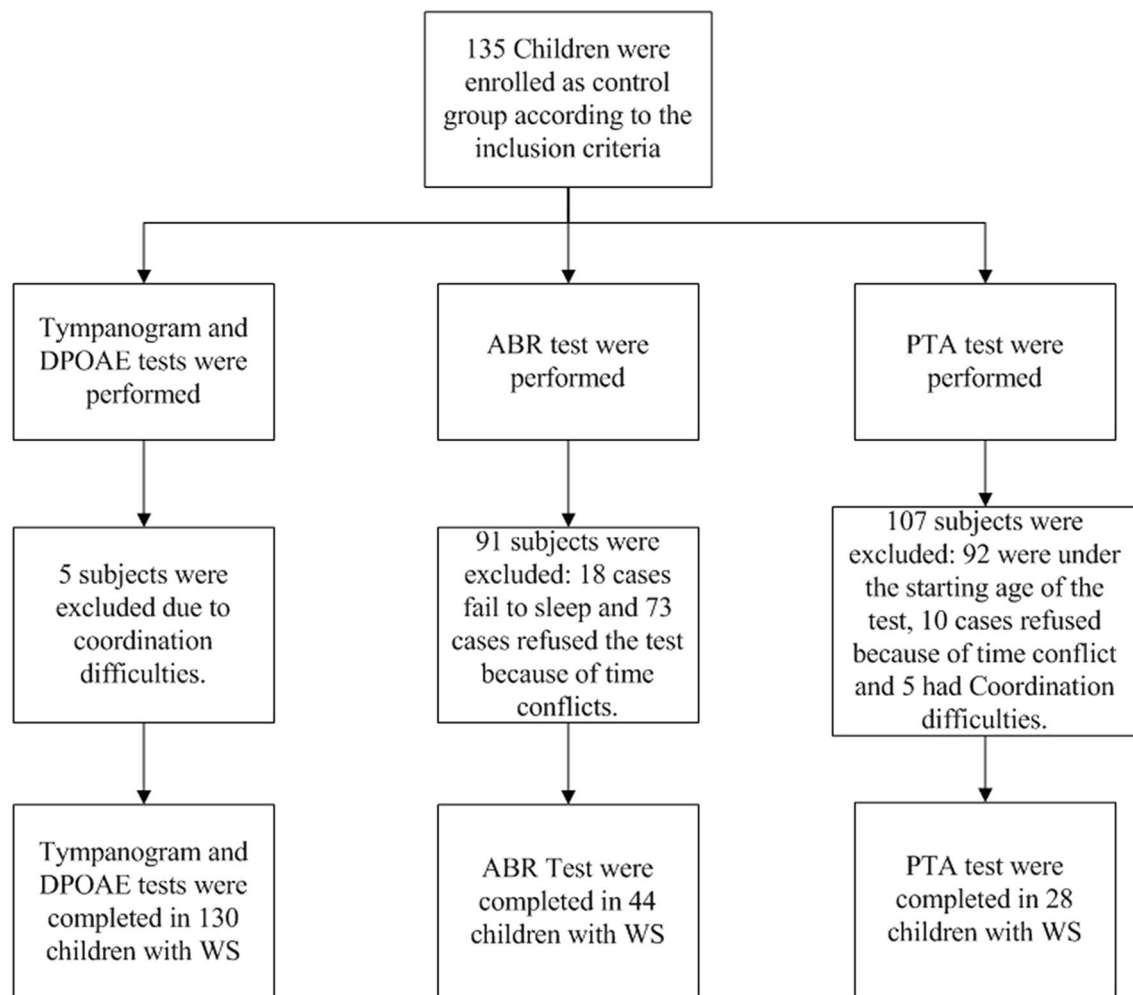 135 Children were
enrolled as control
group according to the
inclusion criteria
Tympanogram and
DPOAE tests were
performed
ABR test were
performed
PTA test were
performed
5 subjects were
excluded due to
coordination
difficulties.
91 subjects were
excluded: 18 cases
fail to sleep and 73
cases refused the test
because of time
conflicts.
107 subjects were
excluded: 92 were under
the starting age of the
test, 10 cases refused
because of time conflict
and 5 had Coordination
difficulties.
Tympanogram and
DPOAE tests were
completed in 130
children with WS
ABR Test were
completed in 44
children with WS
PTA test were
completed in 28
children with WS